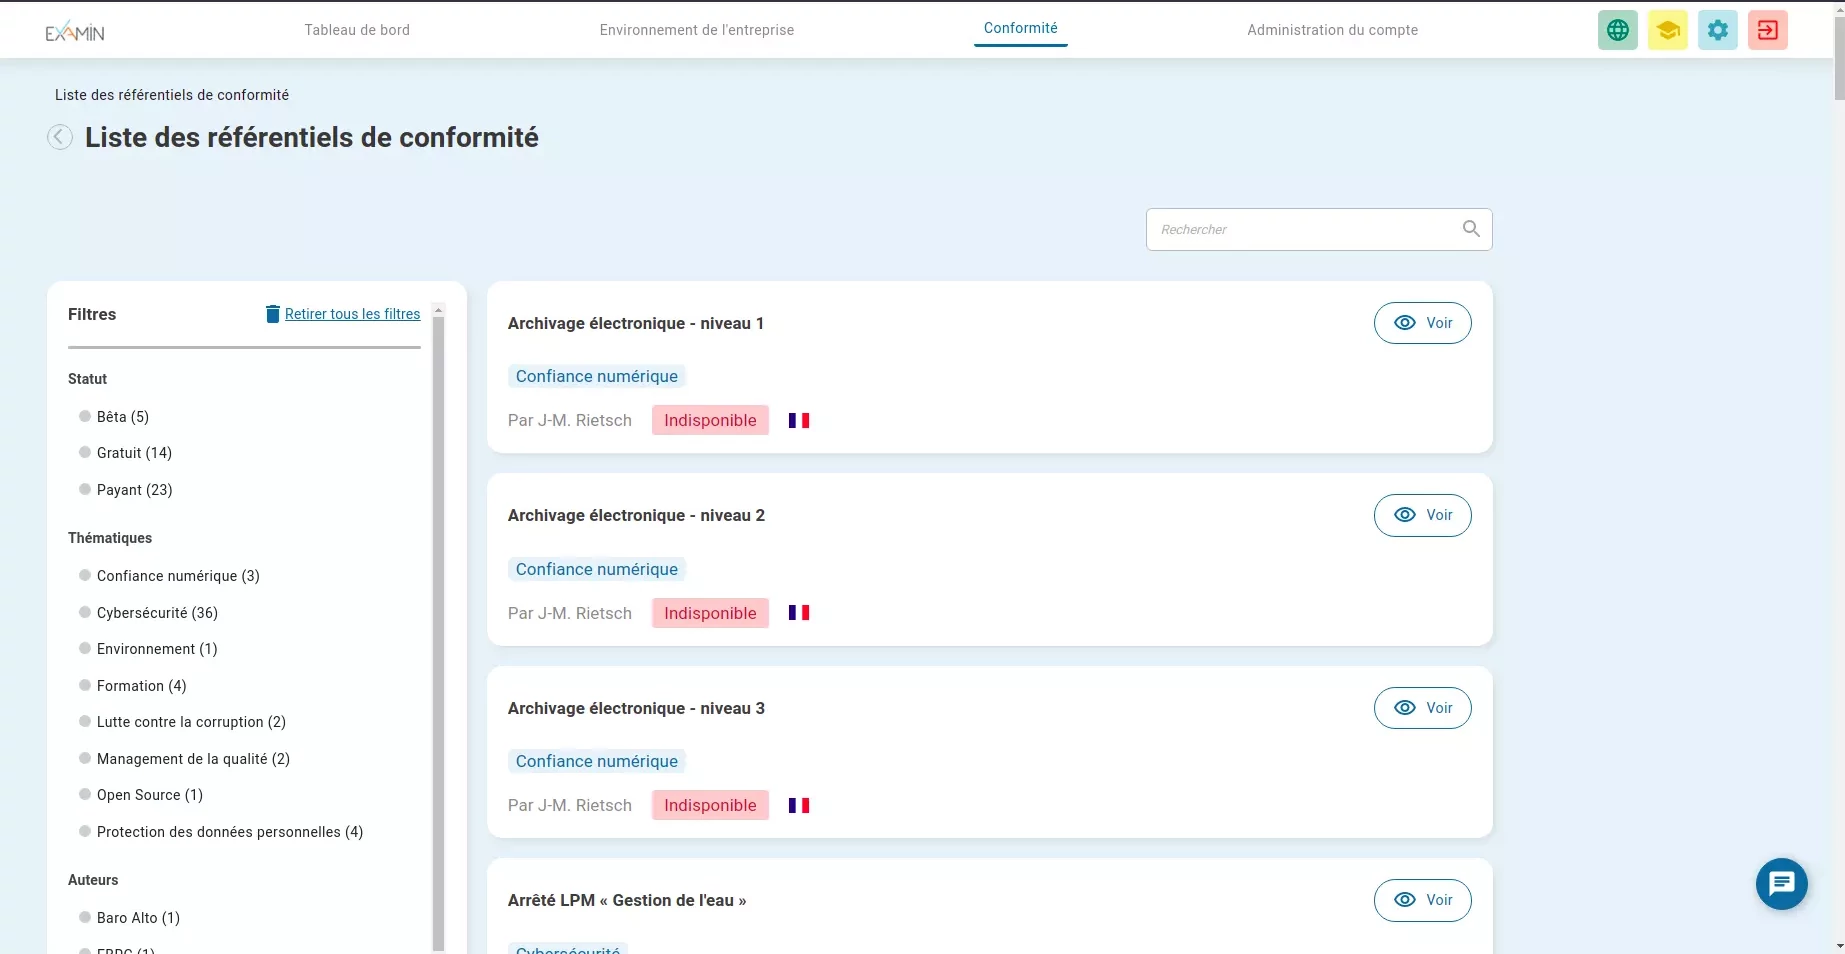 EXAMIN
Tableau de bord
Environnement de l'entreprise
Conformité
Administration du compte
Liste des référentiels de conformité
Liste des référentiels de conformité
Rechercher
Filtres
Retirer tous les filtres
Statut
Bêta (5)
Gratuit (14)
Payant (23)
Thématiques
Confiance numérique (3)
Cybersécurité (36)
Environnement (1)
Formation (4)
Lutte contre la corruption (2)
Management de la qualité (2)
Open Source (1)
Protection des données personnelles (4)
Auteurs
Baro Alto (1)
Archivage électronique - niveau 1
Voir
Confiance numérique
Par J-M. Rietsch
Indisponible
Archivage électronique - niveau 2
Voir
Confiance numérique
Par J-M. Rietsch
Indisponible
Archivage électronique - niveau 3
Voir
Confiance numérique
Par J-M. Rietsch
Indisponible
Arrêté LPM « Gestion de l'eau »
Voir
Cybersécurité